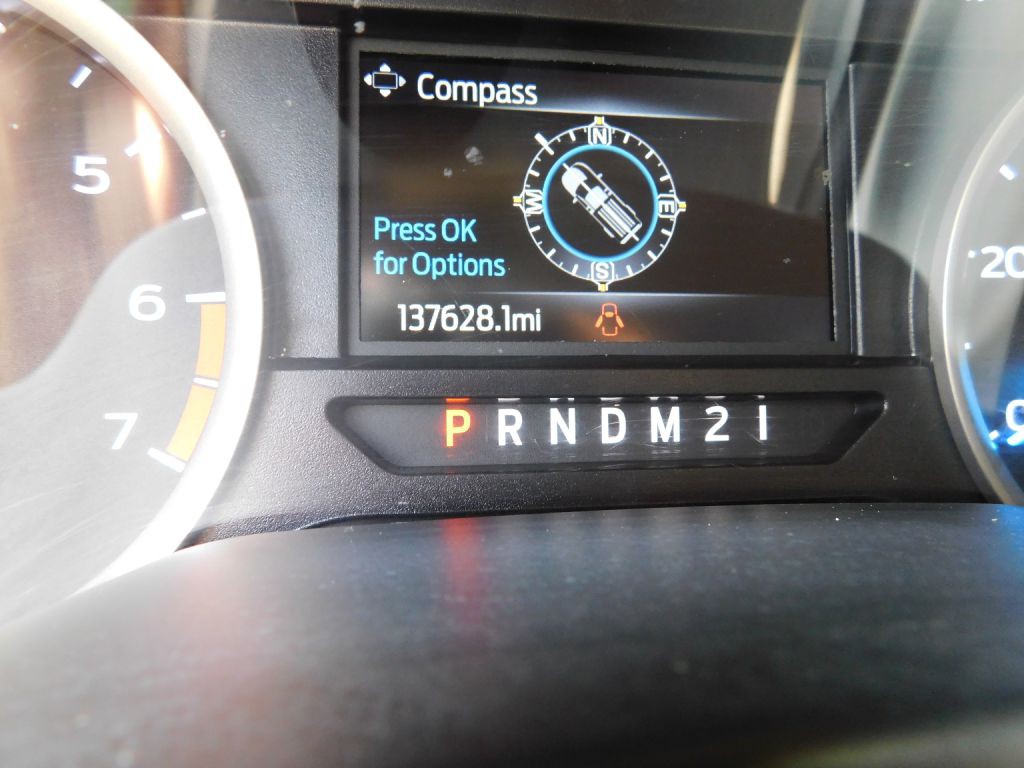 Compass
N
W
E
S
Press OK
for Options
137628.1mi
P R N D M 2 1
5
6
7
20